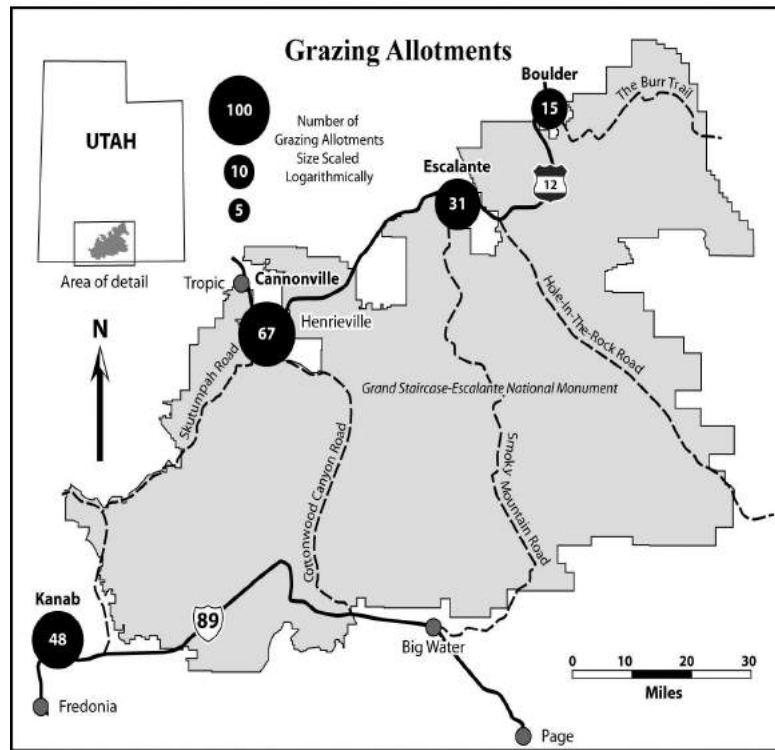 Grazing Allotments
UTAH
Area of detail
100
10
5
Number of
Grazing Allotments
Size Scaled
Logarithmically
Boulder
15
The Burr Trail
12
Escalante
31
Tropic
Cannonville
67
Henrieville
N
Skutumpah Road
Cottonwood Canyon Road
Grand Staircase-Escalante National Monument
Smoky Mountain Road
Hole-In-The-Rock Road
Kanab
48
89
Fredonia
Big Water
Page
0 10 20 30
Miles